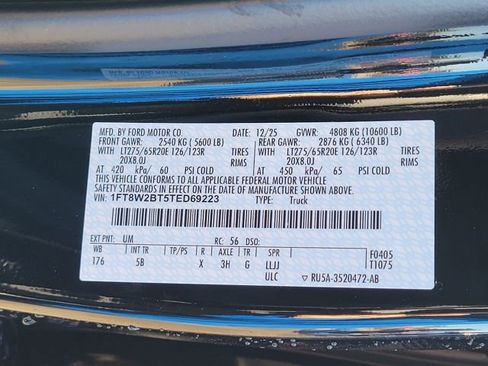 MFD. BY FORD MOTOR CO. 12/25 GVWR: 4808 KG (10600 LB)
FRONT GAWR: 2540 KG ( 5600 LB) REAR GAWR: 2876 KG ( 6340 LB)
WITH LT275/65R20E 126/123R TIRES WITH LT275/65R20E 126/123R TIRES
20X8.0J RIMS 20X8.0J RIMS
AT 420 kPa/ 60 PSI COLD AT 450 kPa/ 65 PSI COLD
THIS VEHICLE CONFORMS TO ALL APPLICABLE FEDERAL MOTOR VEHICLE
SAFETY STANDARDS IN EFFECT ON THE DATE OF MANUFACTURE SHOWN ABOVE.
VIN: 1FT8W2BT5TED69223 TYPE: Truck
EXT PNT: UM RC: 56 DSO:
WB INT TR TP/PS R AXLE TR SPR F0405
176 5B X 3H G LLJJ T1075
ULC ▽ RU5A-3520472-AB